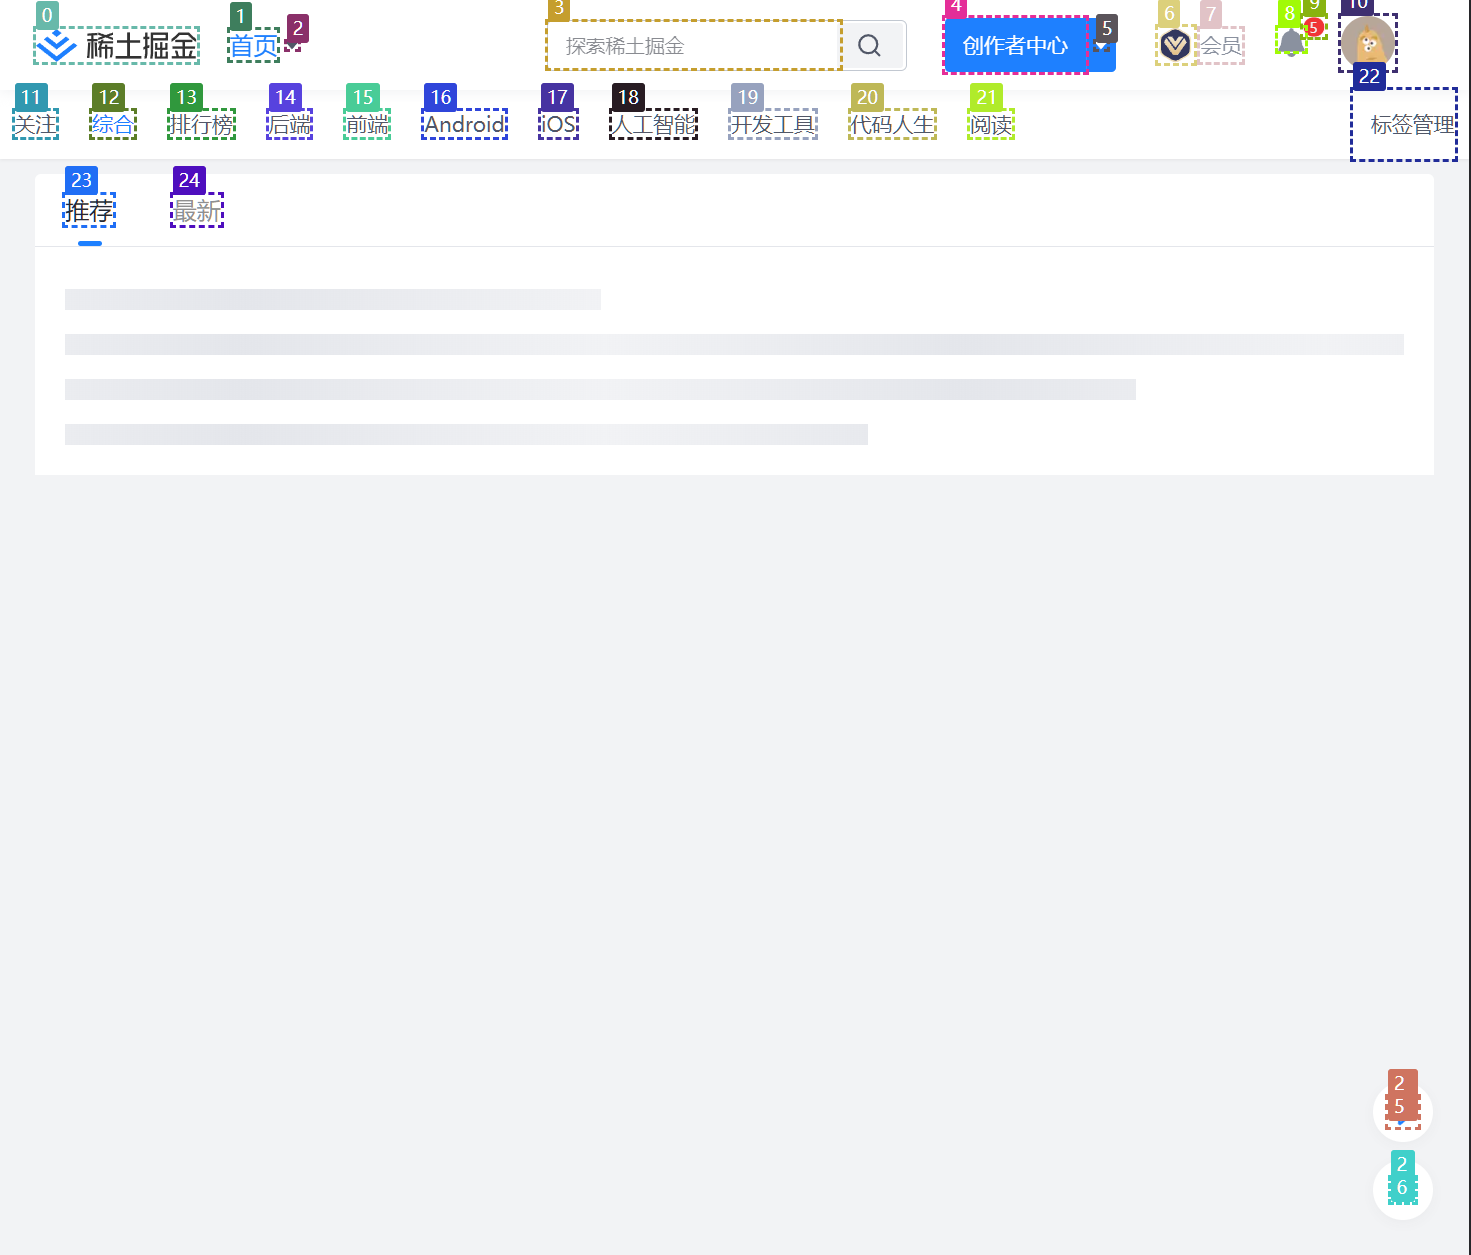 0 1 2 3 4 5 6 7 8 9 10
稀土掘金 首页 探索稀土掘金 创作者中心 会员 5
11 12 13 14 15 16 17 18 19 20 21 22
关注 综合 排行榜 后端 前端 Android iOS 人工智能 开发工具 代码人生 阅读 标签管理
23 24
推荐 最新
25
26